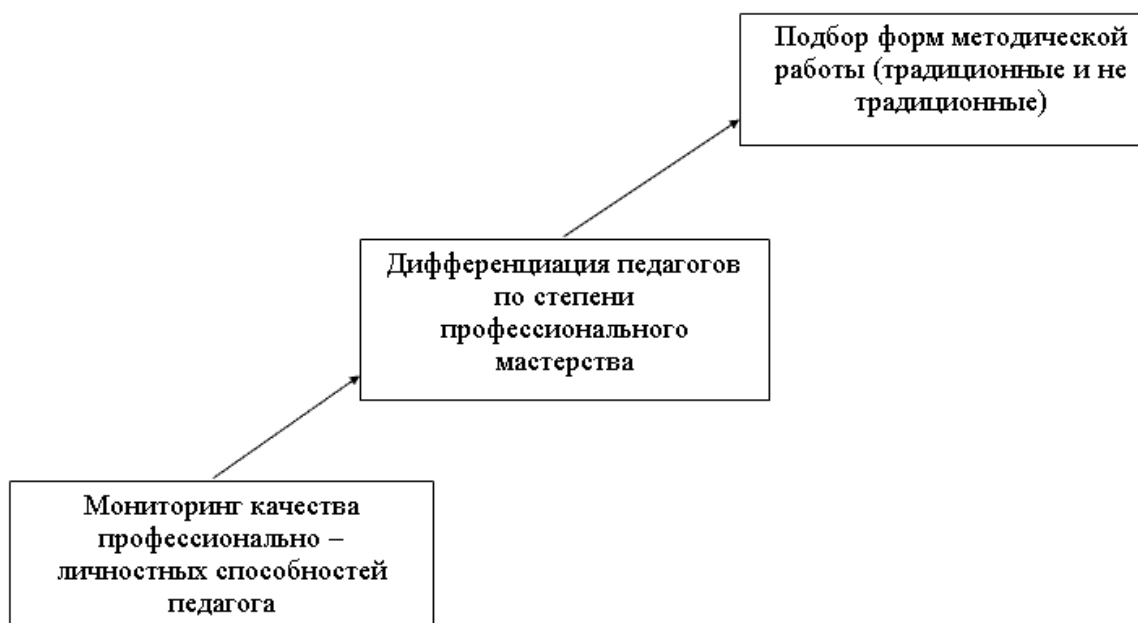 Подбор форм методической
работы (традиционные и не
традиционные)
Дифференциация педагогов
по степени
профессионального
мастерства
Мониторинг качества
профессионально –
личностных способностей
педагога